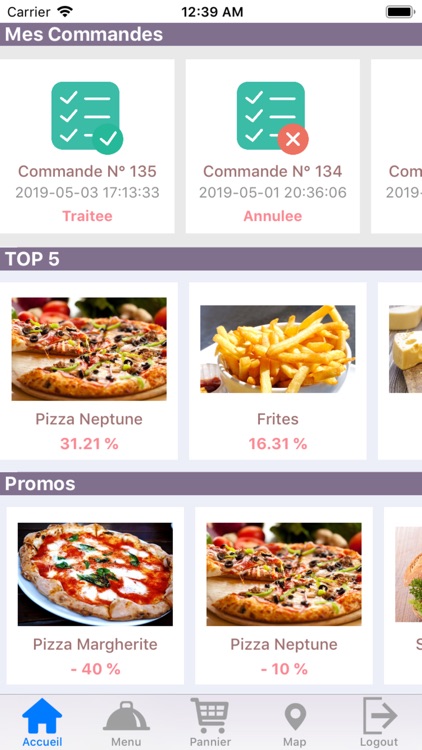 Carrier 12:39 AM
Mes Commandes
Commande N° 135 Commande N° 134 Com
2019-05-03 17:13:33 2019-05-01 20:36:06 2019-
Traitee Annulee
TOP 5
Pizza Neptune Frites
31.21 % 16.31 %
Promos
Pizza Margherite Pizza Neptune S
- 40 % - 10 %
Accueil Menu Pannier Map Logout